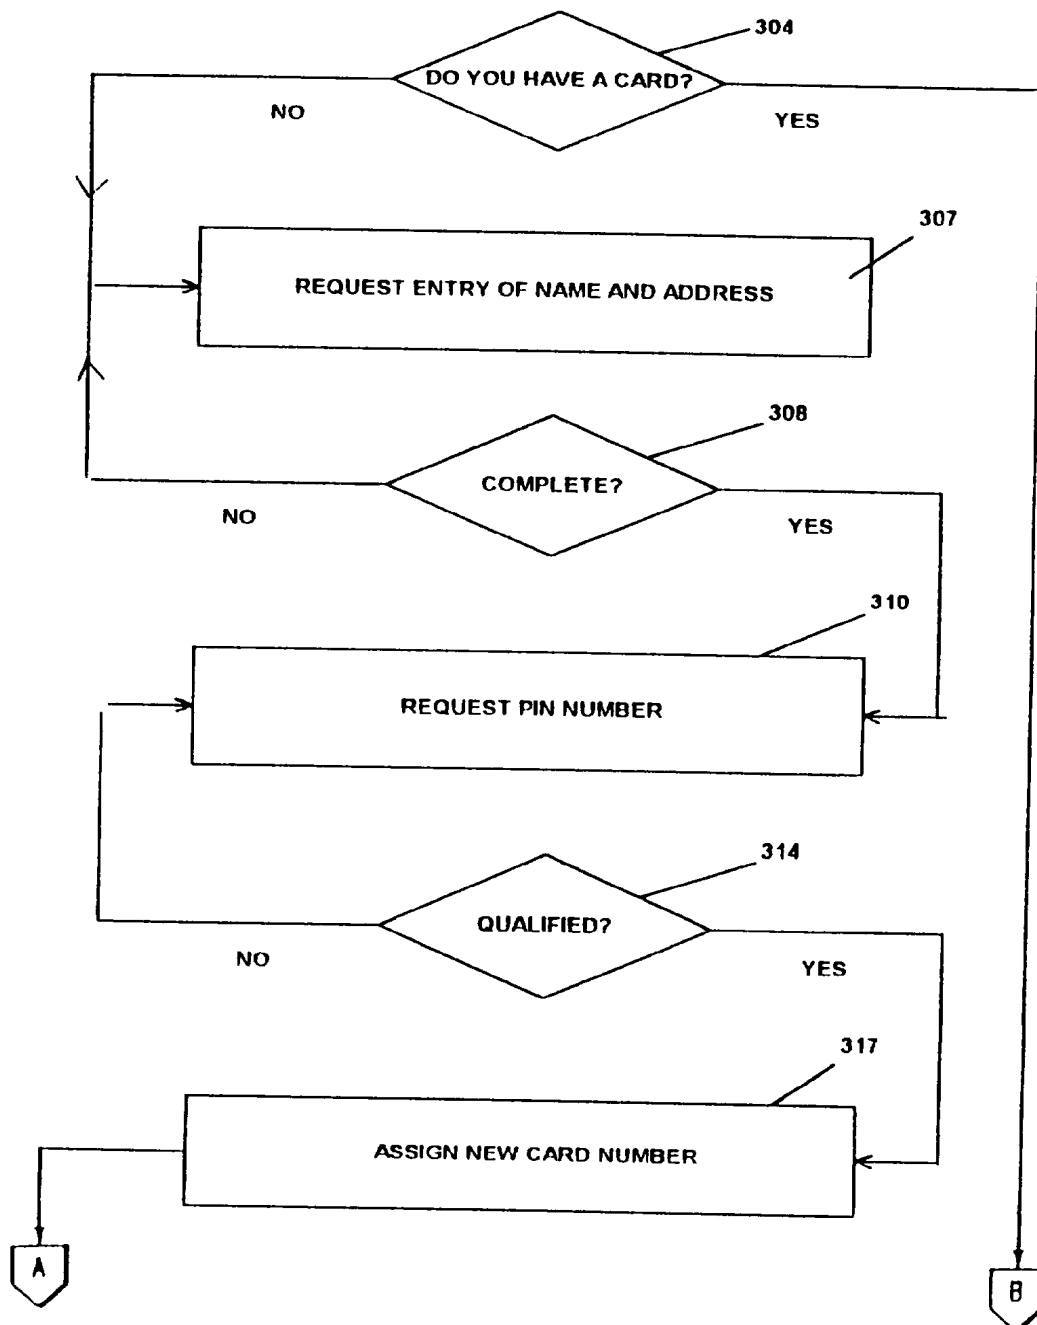 304
DO YOU HAVE A CARD?
NO
YES
307
REQUEST ENTRY OF NAME AND ADDRESS
308
COMPLETE?
NO
YES
310
REQUEST PIN NUMBER
314
QUALIFIED?
NO
YES
317
ASSIGN NEW CARD NUMBER
A
B